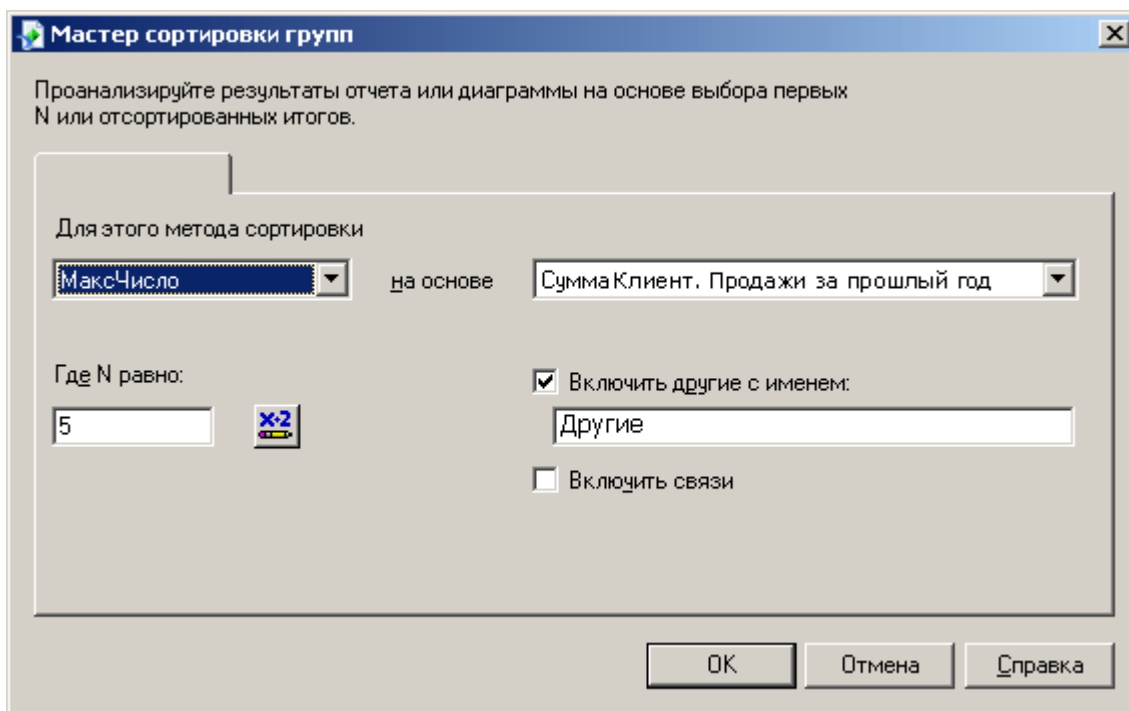 Мастер сортировки групп
Проанализируйте результаты отчета или диаграммы на основе выбора первых
N или отсортированных итогов.
Для этого метода сортировки
МаксЧисло на основе СуммаКлиент. Продажи за прошлый год
Где N равно: Включить другие с именем:
5 X+2 Другие
Включить связи
OK Отмена Справка